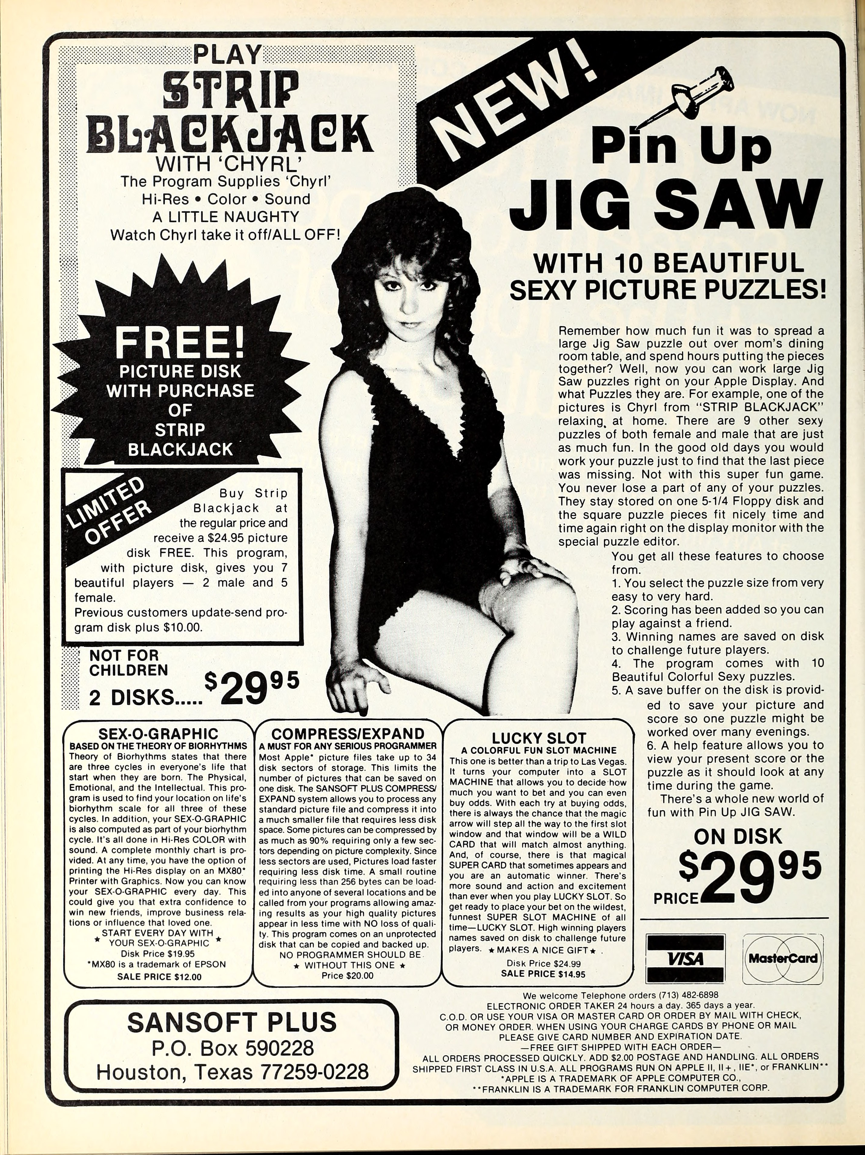 PLAY
STRIP
BLACKJACK
WITH 'CHYRL'
The Program Supplies 'Chyrl'
Hi-Res • Color • Sound
A LITTLE NAUGHTY
Watch Chyrl take it off/ALL OFF!
FREE!
PICTURE DISK
WITH PURCHASE
OF
STRIP
BLACKJACK
LIMITED
OFFER
Buy Strip
Blackjack at
the regular price and
receive a $24.95 picture
disk FREE. This program,
with picture disk, gives you 7
beautiful players — 2 male and 5
female.
Previous customers update-send pro-
gram disk plus $10.00.
NOT FOR
CHILDREN
2 DISKS..... $29 95
NEW!
Pin Up
JIG SAW
WITH 10 BEAUTIFUL
SEXY PICTURE PUZZLES!
Remember how much fun it was to spread a
large Jig Saw puzzle out over mom's dining
room table, and spend hours putting the pieces
together? Well, now you can work large Jig
Saw puzzles right on your Apple Display. And
what Puzzles they are. For example, one of the
pictures is Chyrl from "STRIP BLACKJACK"
relaxing at home. There are 9 other sexy
puzzles of both female and male that are just
as much fun. In the good old days you would
work your puzzle just to find that the last piece
was missing. Not with this super fun game.
You never lose a part of any of your puzzles.
They stay stored on one 5-1/4 Floppy disk and
the square puzzle pieces fit nicely time and
time again right on the display monitor with the
special puzzle editor.
You get all these features to choose
from.
1. You select the puzzle size from very
easy to very hard.
2. Scoring has been added so you can
play against a friend.
3. Winning names are saved on disk
to challenge future players.
4. The program comes with 10
Beautiful Colorful Sexy puzzles.
5. A save buffer on the disk is provid-
ed to save your picture and
score so one puzzle might be
worked over many evenings.
6. A help feature allows you to
view your present score or the
puzzle as it should look at any
time during the game.
There's a whole new world of
fun with Pin Up JIG SAW.
ON DISK
PRICE $29 95
SEX-O-GRAPHIC
BASED ON THE THEORY OF BIORHYTHMS
Theory of Biorhythms states that there
are three cycles in everyone's life that
start when they are born. The Physical,
Emotional, and the Intellectual. This pro-
gram is used to find your location on life's
biorhythm scale for all three of these
cycles. In addition, your SEX-O-GRAPHIC
is also computed as part of your biorhythm
cycle. It's all done in Hi-Res COLOR with
sound. A complete monthly chart is pro-
vided. At any time, you have the option of
printing the Hi-Res display on an MX80*
Printer with Graphics. Now you can know
your SEX-O-GRAPHIC every day. This
could give you that extra confidence to
win new friends, improve business rela-
tions or influence that loved one.
START EVERY DAY WITH
★ YOUR SEX-O-GRAPHIC ★
Disk Price $19.95
*MX80 is a trademark of EPSON
SALE PRICE $12.00
COMPRESS/EXPAND
A MUST FOR ANY SERIOUS PROGRAMMER
Most Apple* picture files take up to 34
disk sectors of storage. This limits the
number of pictures that can be saved on
one disk. The SANSOFT PLUS COMPRESS/
EXPAND system allows you to process any
standard picture file and compress it into
a much smaller file that requires less disk
space. Some pictures can be compressed by
as much as 90% requiring only a few sec-
tors depending on picture complexity. Since
less sectors are used, Pictures load faster
requiring less disk time. A small routine
requiring less than 256 bytes can be load-
ed into anyone of several locations and be
called from your programs allowing amaz-
ing results as your high quality pictures
appear in less time with NO loss of quali-
ty. This program comes on an unprotected
disk that can be copied and backed up.
NO PROGRAMMER SHOULD BE
★ WITHOUT THIS ONE ★
Price $20.00
LUCKY SLOT
A COLORFUL FUN SLOT MACHINE
This one is better than a trip to Las Vegas.
It turns your computer into a SLOT
MACHINE that allows you to decide how
much you want to bet and you can even
buy odds. With each try at buying odds,
there is always the chance that the magic
arrow will step all the way to the first slot
window and that window will be a WILD
CARD that will match almost anything.
And, of course, there is that magical
SUPER CARD that sometimes appears and
you are an automatic winner. There's
more sound and action and excitement
than ever when you play LUCKY SLOT. So
get ready to place your bet on the wildest,
funnest SUPER SLOT MACHINE of all
time—LUCKY SLOT. High winning players
names saved on disk to challenge future
players. ★ MAKES A NICE GIFT ★
Disk Price $24.99
SALE PRICE $14.95
VISA
MasterCard
SANSOFT PLUS
P.O. Box 590228
Houston, Texas 77259-0228
We welcome Telephone orders (713) 482-6898
ELECTRONIC ORDER TAKER 24 hours a day. 365 days a year.
C.O.D. OR USE YOUR VISA OR MASTER CARD OR ORDER BY MAIL WITH CHECK,
OR MONEY ORDER. WHEN USING YOUR CHARGE CARDS BY PHONE OR MAIL
PLEASE GIVE CARD NUMBER AND EXPIRATION DATE.
—FREE GIFT SHIPPED WITH EACH ORDER—
ALL ORDERS PROCESSED QUICKLY. ADD $2.00 POSTAGE AND HANDLING. ALL ORDERS
SHIPPED FIRST CLASS IN U.S.A. ALL PROGRAMS RUN ON APPLE II, II+, IIE*, or FRANKLIN**
*APPLE IS A TRADEMARK OF APPLE COMPUTER CO.,
**FRANKLIN IS A TRADEMARK FOR FRANKLIN COMPUTER CORP.